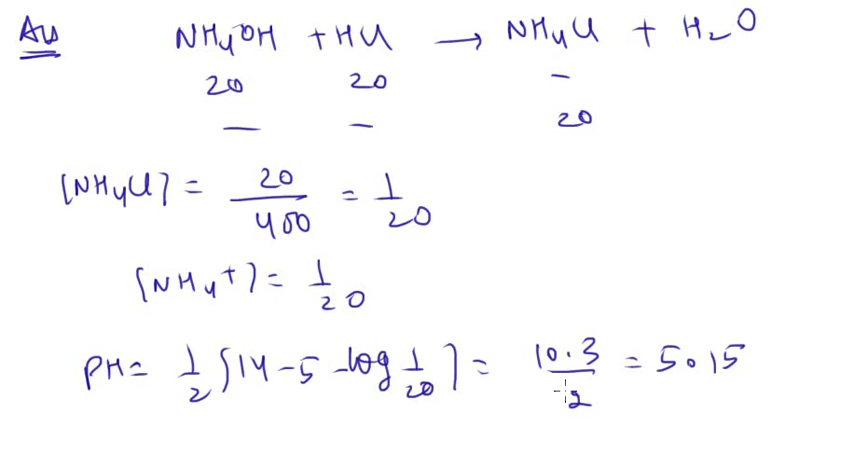 Ans NH4OH + HCl → NH4Cl + H2O
20 20 -
- - 20
[NH4Cl] = 20/400 = 1/20
[NH4+] = 1/20
PH = 1/2 [14 - 5 - log 1/20] = 10.3/2 = 5.15